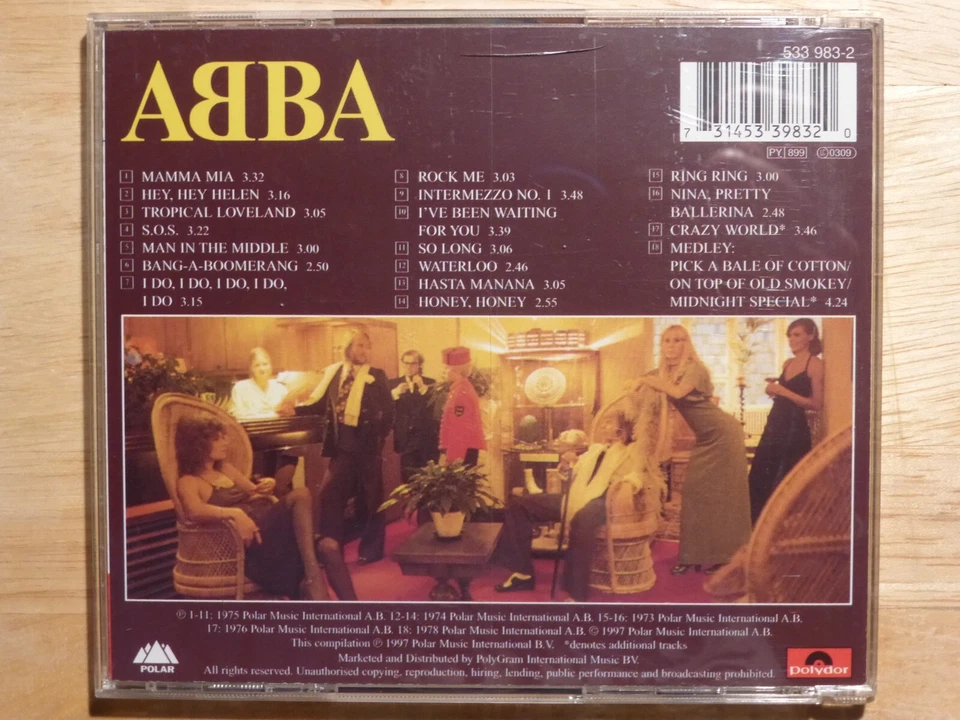 ABBA
533 983-2
7 31453 39832 0
PY 899
0309
1 MAMMA MIA 3.32
2 HEY, HEY HELEN 3.16
3 TROPICAL LOVELAND 3.05
4 S.O.S. 3.22
5 MAN IN THE MIDDLE 3.00
6 BANG-A-BOOMERANG 2.50
7 I DO, I DO, I DO, I DO,
I DO 3.15
8 ROCK ME 3.03
9 INTERMEZZO NO. 1 3.48
10 I'VE BEEN WAITING
FOR YOU 3.39
11 SO LONG 3.06
12 WATERLOO 2.46
13 HASTA MANANA 3.05
14 HONEY, HONEY 2.55
15 RING RING 3.00
16 NINA, PRETTY
BALLERINA 2.48
17 CRAZY WORLD* 3.46
18 MEDLEY:
PICK A BALE OF COTTON/
ON TOP OF OLD SMOKEY/
MIDNIGHT SPECIAL* 4.24
℗ 1-11: 1975 Polar Music International A.B. 12-14: 1974 Polar Music International A.B. 15-16: 1973 Polar Music International A.B.
17: 1976 Polar Music International A.B. 18: 1978 Polar Music International A.B. © 1997 Polar Music International A.B.
This compilation ℗ 1997 Polar Music International B.V. *denotes additional tracks
Marketed and Distributed by PolyGram International Music BV.
All rights reserved. Unauthorised copying, reproduction, hiring, lending, public performance and broadcasting prohibited.
POLAR
polydor